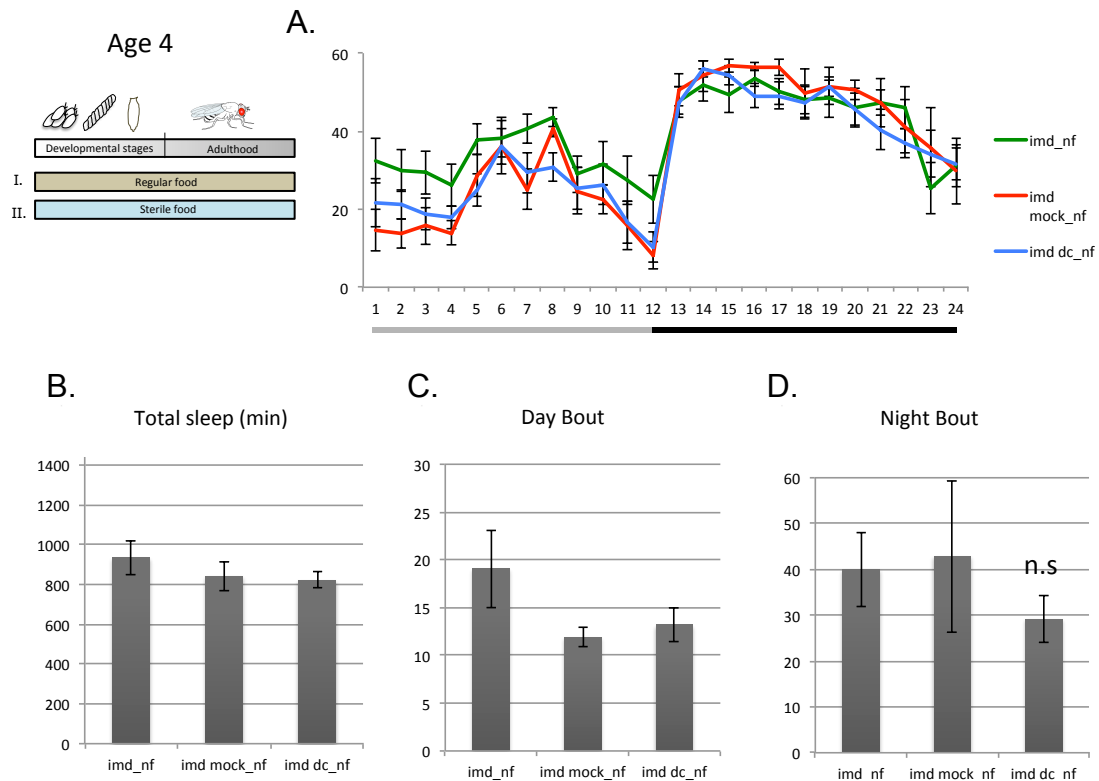 Age 4
Developmental stages
Adulthood
I.
Regular food
II.
Sterile food
A.
60
40
20
0
1 2 3 4 5 6 7 8 9 10 11 12 13 14 15 16 17 18 19 20 21 22 23 24
imd_nf
imd
mock_nf
imd dc_nf
B.
Total sleep (min)
1400
1200
1000
800
600
400
200
0
imd_nf imd mock_nf imd dc_nf
C.
Day Bout
30
25
20
15
10
5
0
imd_nf imd mock_nf imd dc_nf
D.
Night Bout
60
50
40
30
20
10
0
n.s
imd_nf imd mock_nf imd dc_nf